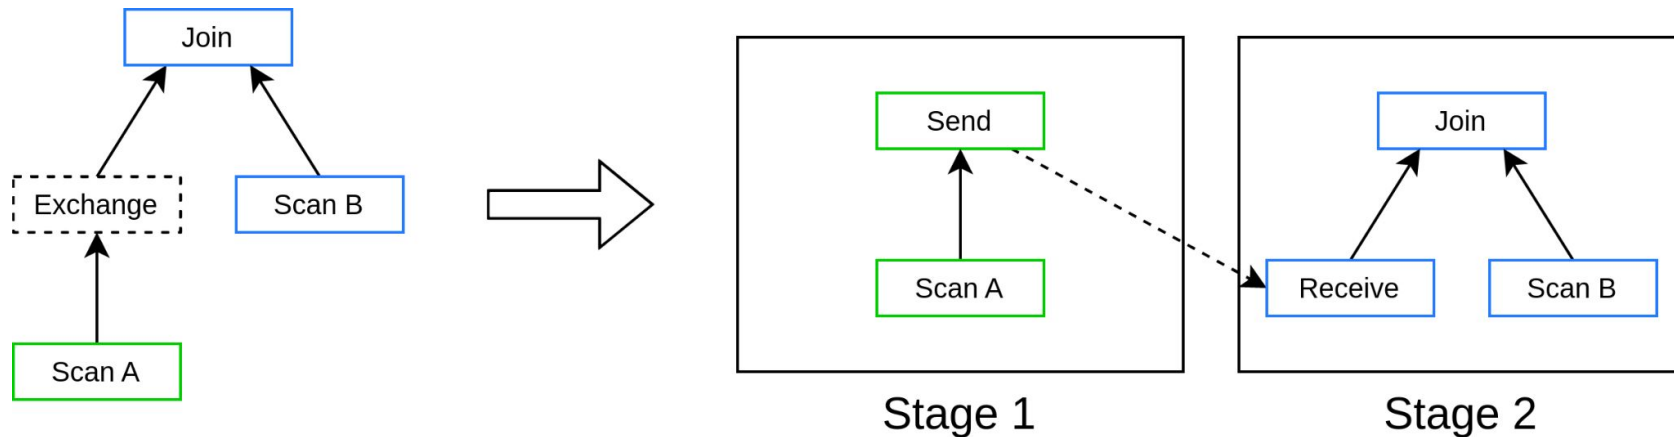 Join
Exchange
Scan B
Scan A
Send
Scan A
Stage 1
Join
Receive
Scan B
Stage 2